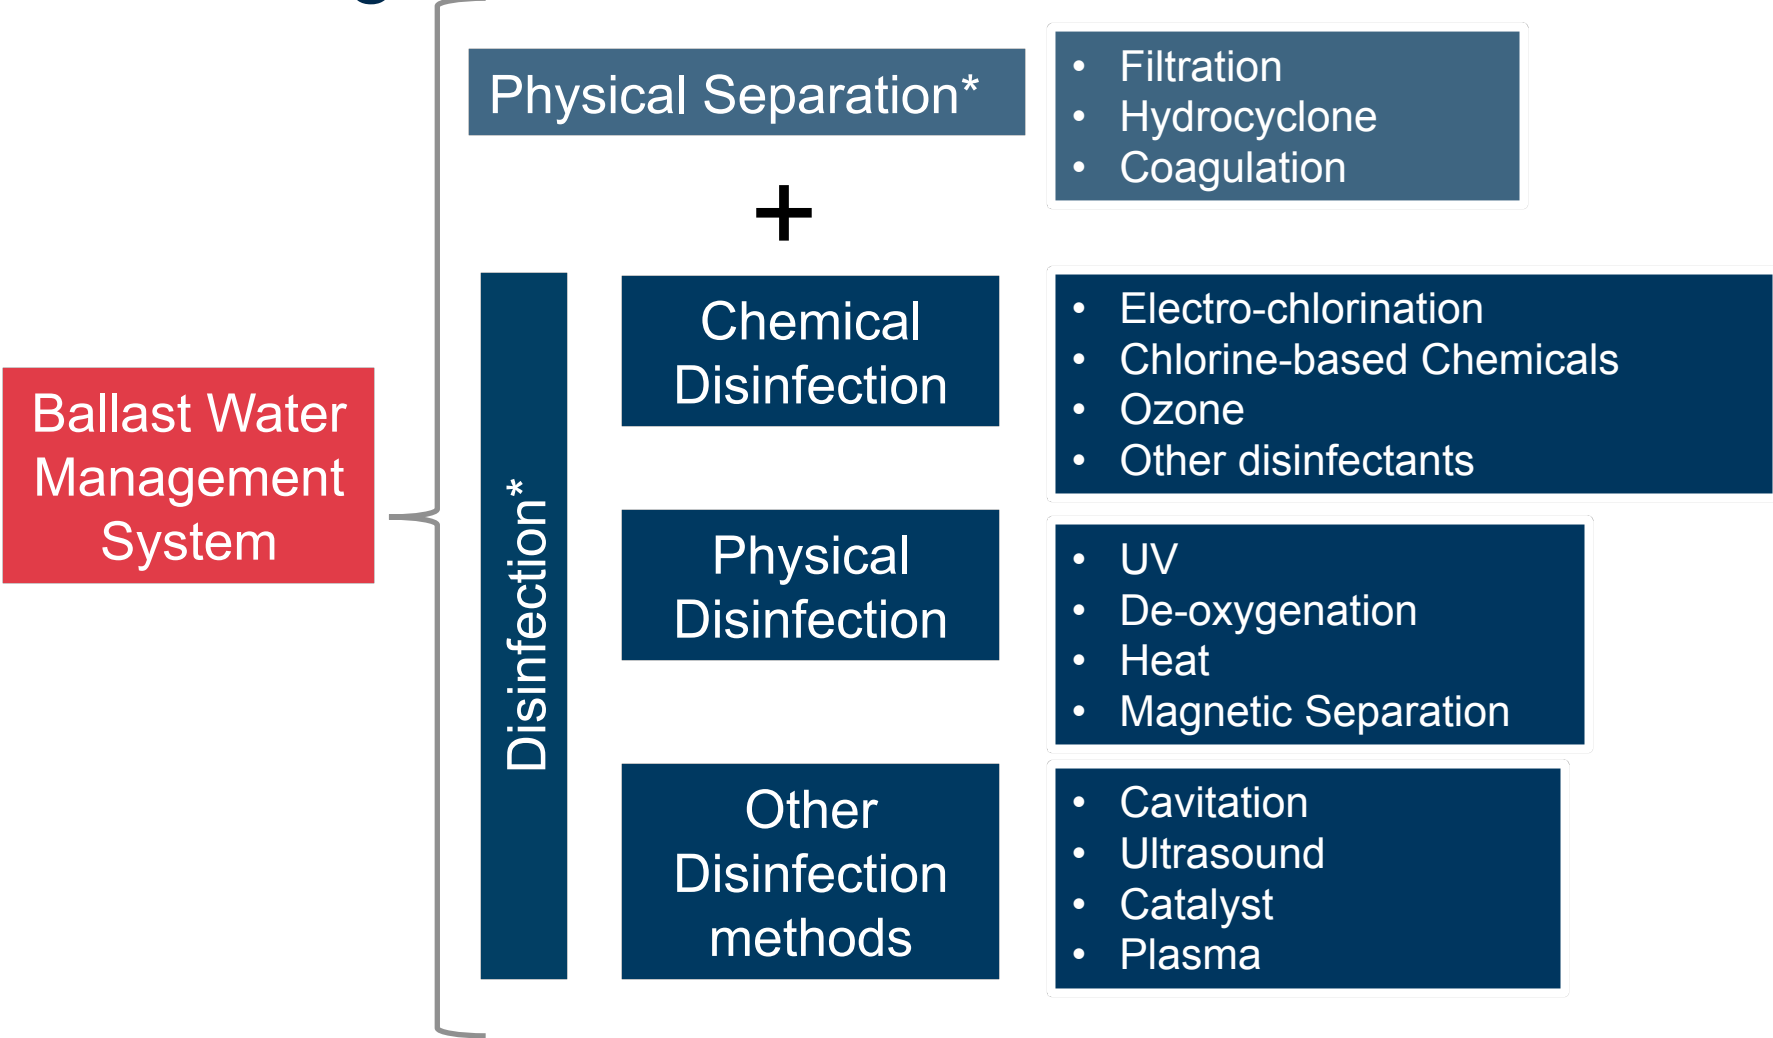 Physical Separation*
• Filtration
• Hydrocyclone
• Coagulation
+
Ballast Water
Management
System
Disinfection*
Chemical
Disinfection
• Electro-chlorination
• Chlorine-based Chemicals
• Ozone
• Other disinfectants
Physical
Disinfection
• UV
• De-oxygenation
• Heat
• Magnetic Separation
Other
Disinfection
methods
• Cavitation
• Ultrasound
• Catalyst
• Plasma